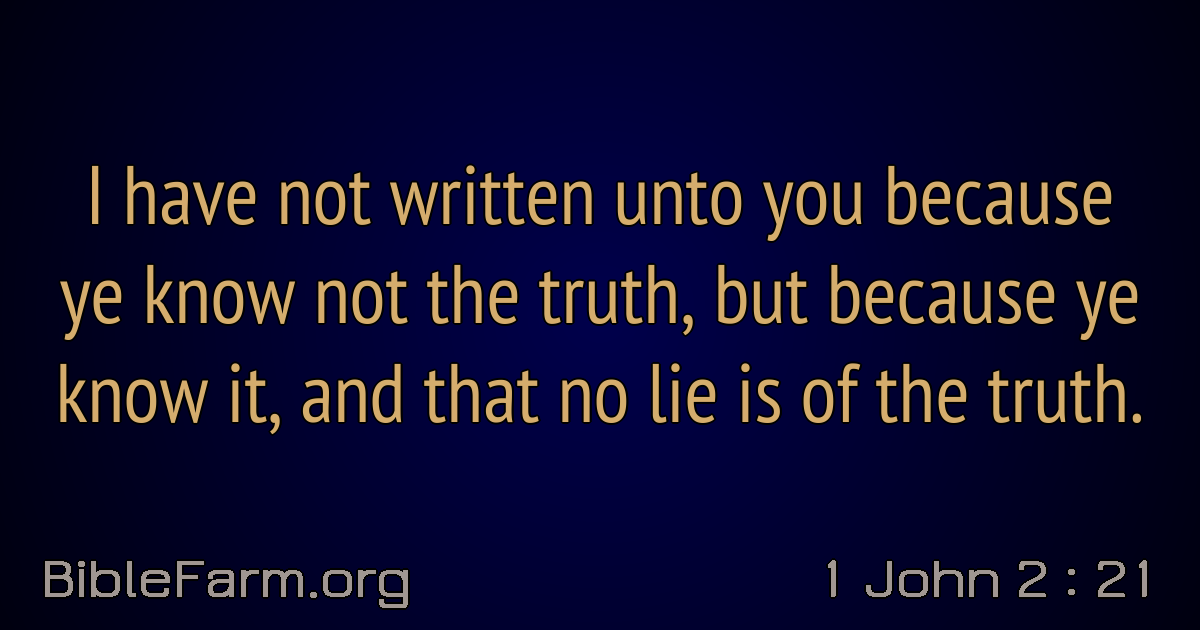 I have not written unto you because
ye know not the truth, but because ye
know it, and that no lie is of the truth.
BibleFarm.org
1 John 2 : 21